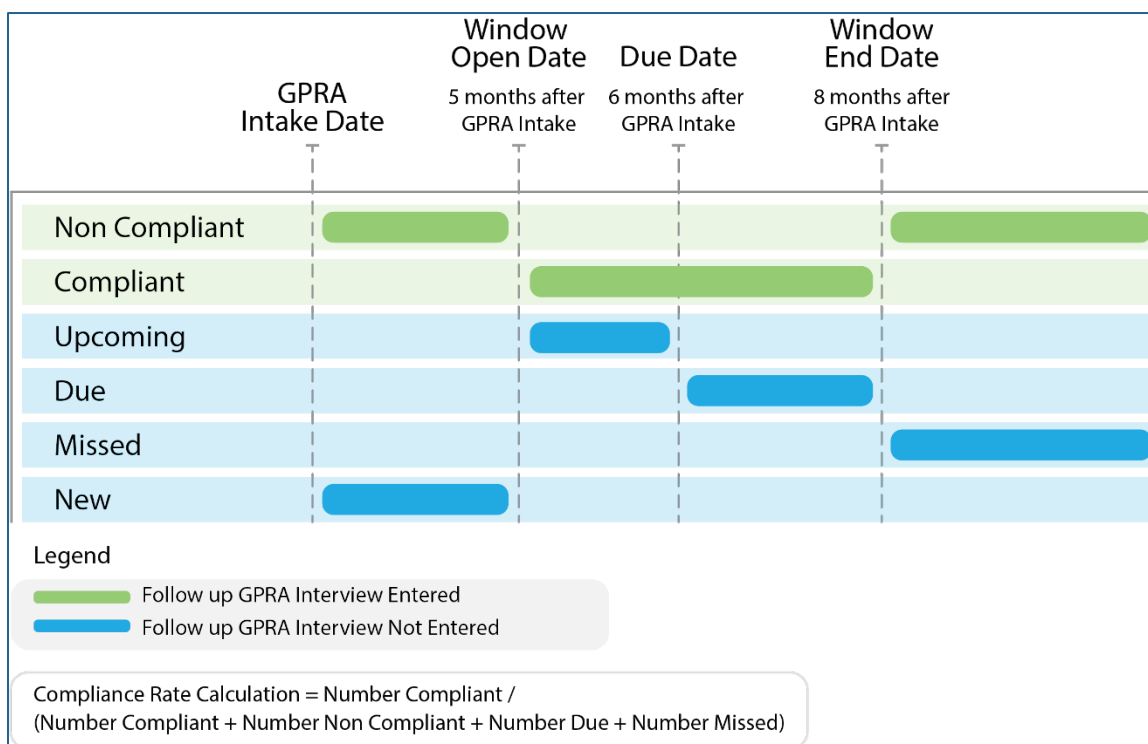 GPRA
Intake Date
Window
Open Date
5 months after
GPRA Intake
Due Date
6 months after
GPRA Intake
Window
End Date
8 months after
GPRA Intake
Non Compliant
Compliant
Upcoming
Due
Missed
New
Legend
Follow up GPRA Interview Entered
Follow up GPRA Interview Not Entered
Compliance Rate Calculation = Number Compliant /
(Number Compliant + Number Non Compliant + Number Due + Number Missed)